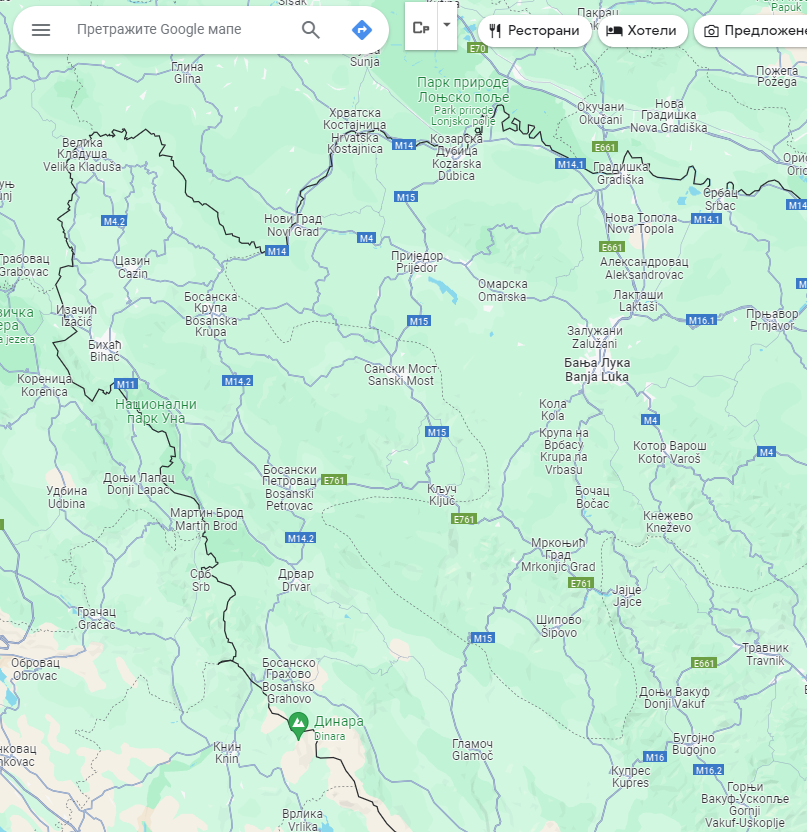 Sisak
Пакрац
Papuk
Претражите Google мапе
Ср
Ресторани
Хотели
Предложене
E70
Sunja
Глина
Glina
Парк природе
Лоњско поље
Park prirode
Lonjsko polje
Пожега
Požega
Хрватска
Костајница
Hrvatska
Kostajnica
Окучани
Okučani
Нова
Градишка
Nova Gradiška
Велика
Кладуша
Velika Kladuša
M14
Козарска
Дубица
Kozarska
Dubica
E661
M14.1
Градишка
Gradiška
M15
Србац
Srbac
M4.2
Нови Град
Novi Grad
Нова Топола
Nova Topola
M14.1
M14
M4
E661
Грабовац
Grabovac
Цазин
Cazin
Приједор
Prijedor
Александровац
Aleksandrovac
Омарска
Omarska
Босанска
Крупа
Bosanska
Krupa
Лакташи
Laktaši
Изачић
Izačić
M15
M16.1
Прњавор
Prnjavor
Бихаћ
Bihać
Залужани
Zalužani
Сански Мост
Sanski Most
Бања Лука
Banja Luka
Кореница
Korenica
M11
M14.2
Национални
парк Уна
Кола
Kola
M4
M15
Крупа на
Врбасу
Krupa na
Vrbasu
Котор Варош
Kotor Varoš
M4
Доњи Лапац
Donji Lapac
Босански
Петровац
Bosanski
Petrovac
E761
Удбина
Udbina
Кључ
Ključ
Бочац
Bočac
Мартин Брод
Martin Brod
E761
Кнежево
Kneževo
M14.2
Мркоњић
Град
Mrkonjić Grad
Срб
Srb
Дрвар
Drvar
E761
Јајце
Jajce
Грачац
Gračac
Шипово
Šipovo
M15
Травник
Travnik
Обровац
Obrovac
Босанско
Грахово
Bosansko
Grahovo
E661
Доњи Вакуф
Donji Vakuf
Динара
Dinara
Книн
Knin
Гламоч
Glamoč
Бугојно
Bugojno
M16
M16.2
Купрес
Kupres
Горњи
Вакуф-Ускопље
Gornji
Vakuf-Uskoplje
Врлика
Vrlika